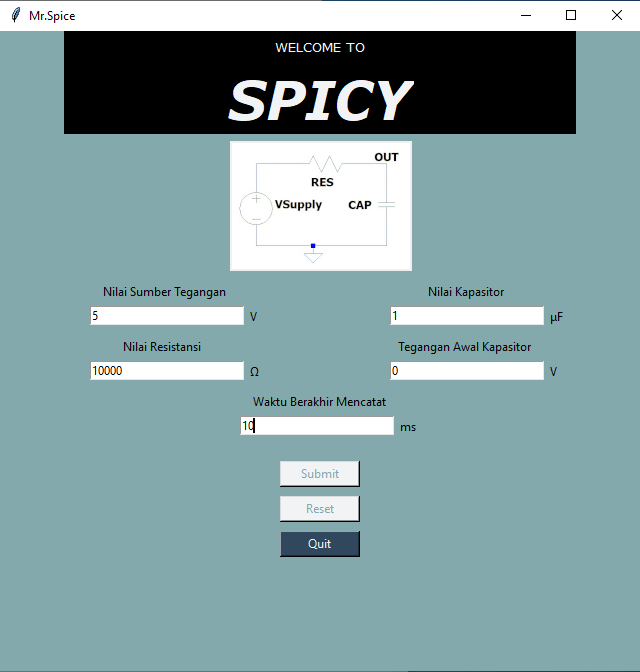 Mr.Spice
WELCOME TO
SPICY
OUT
RES
VSupply
CAP
Nilai Sumber Tegangan
Nilai Kapasitor
5 V
1 µF
Nilai Resistansi
Tegangan Awal Kapasitor
10000 Ω
0 V
Waktu Berakhir Mencatat
10 ms
Submit
Reset
Quit